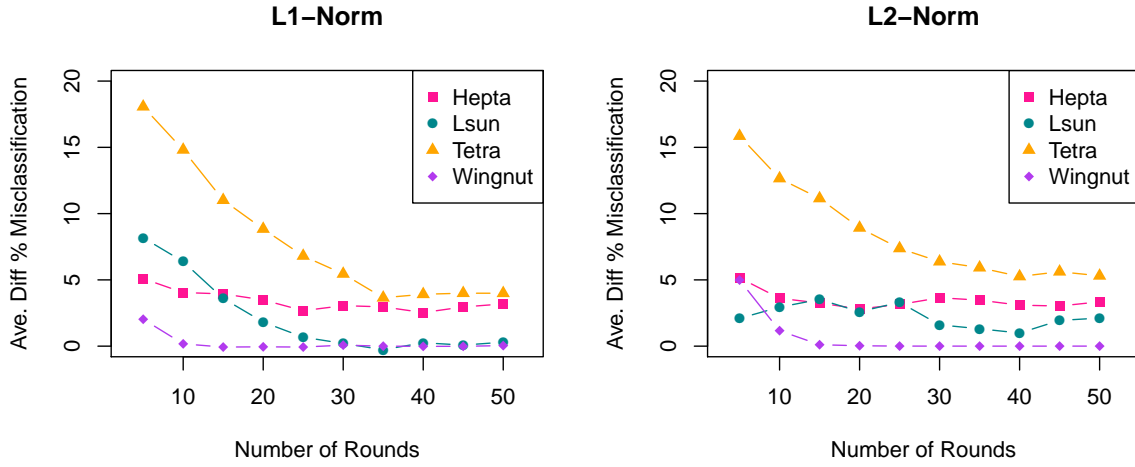 L1−Norm
Ave. Diff % Misclassification
20
15
10
5
0
Hepta
Lsun
Tetra
Wingnut
10 20 30 40 50
Number of Rounds
L2−Norm
Ave. Diff % Misclassification
20
15
10
5
0
Hepta
Lsun
Tetra
Wingnut
10 20 30 40 50
Number of Rounds